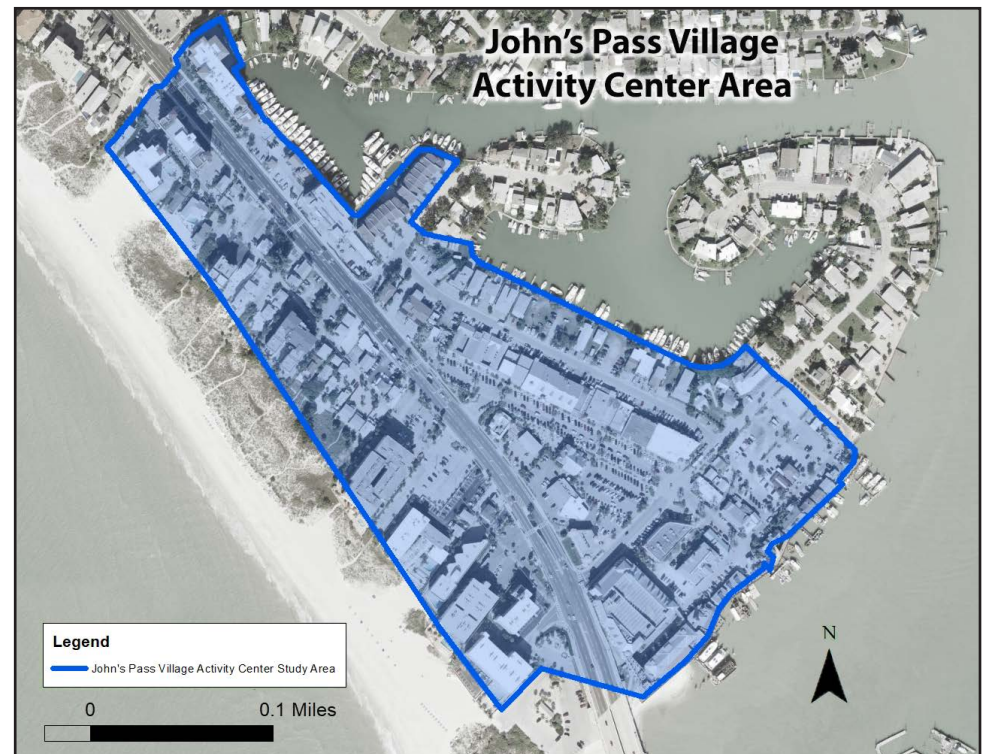 John's Pass Village
Activity Center Area
Legend
John's Pass Village Activity Center Study Area
0 0.1 Miles
N